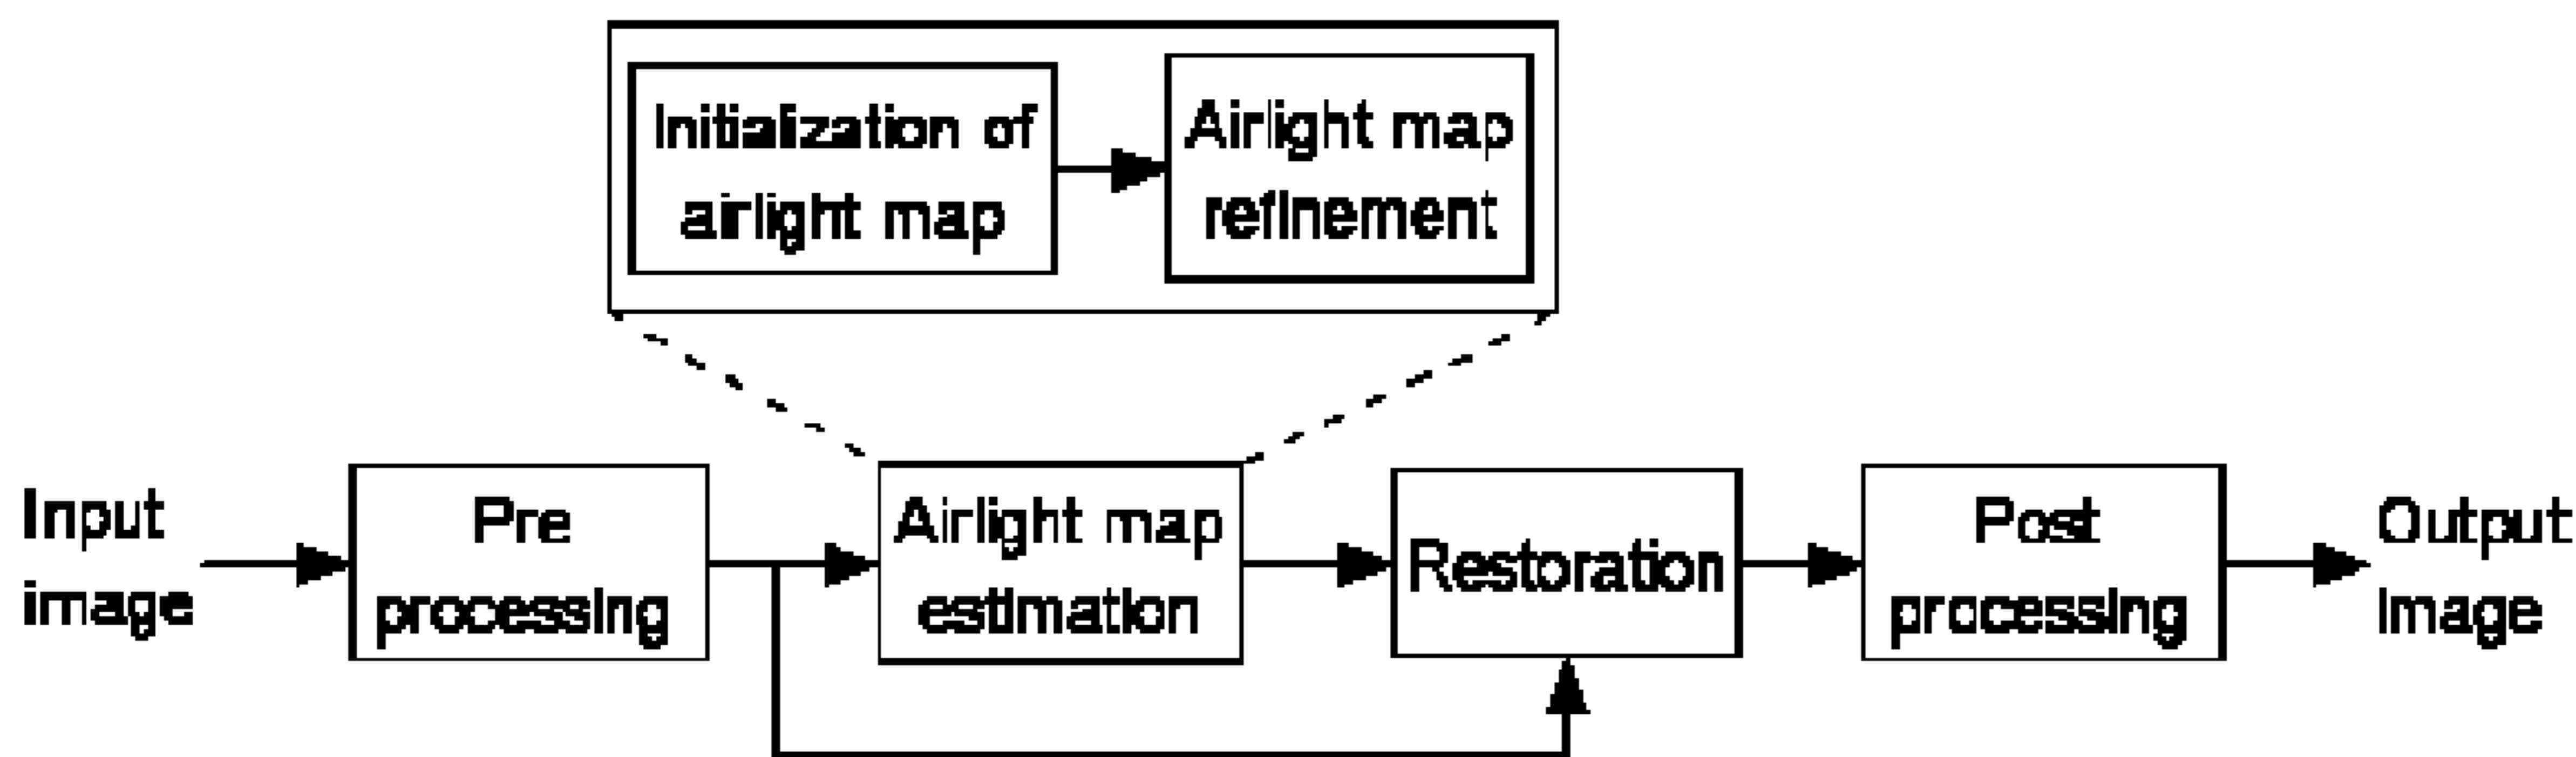 Initialization of
airlight map
Airlight map
refinement
Input
image
Pre
processing
Airlight map
estimation
Restoration
Post
processing
Output
image